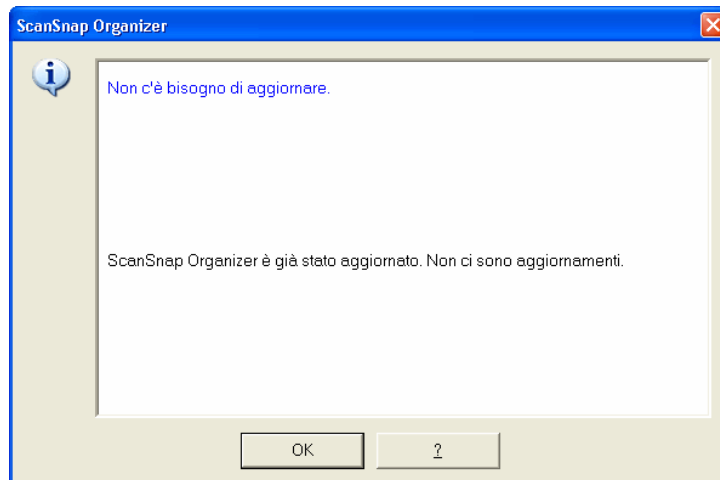 ScanSnap Organizer
Non c'è bisogno di aggiornare.
ScanSnap Organizer è già stato aggiornato. Non ci sono aggiornamenti.
OK
?